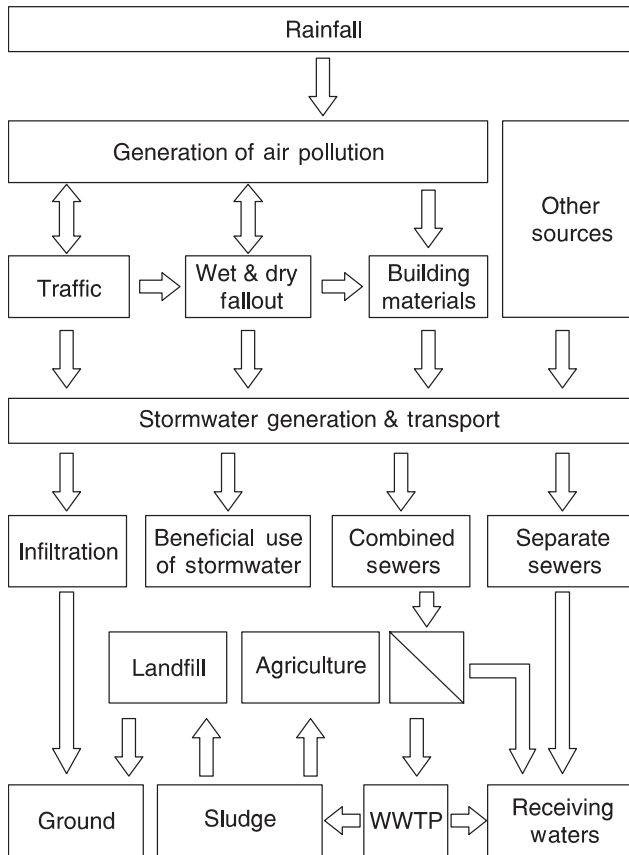 Rainfall
Generation of air pollution
Other
sources
Traffic
Wet & dry
fallout
Building
materials
Stormwater generation & transport
Infiltration
Beneficial use
of stormwater
Combined
sewers
Separate
sewers
Landfill
Agriculture
Ground
Sludge
WWTP
Receiving
waters